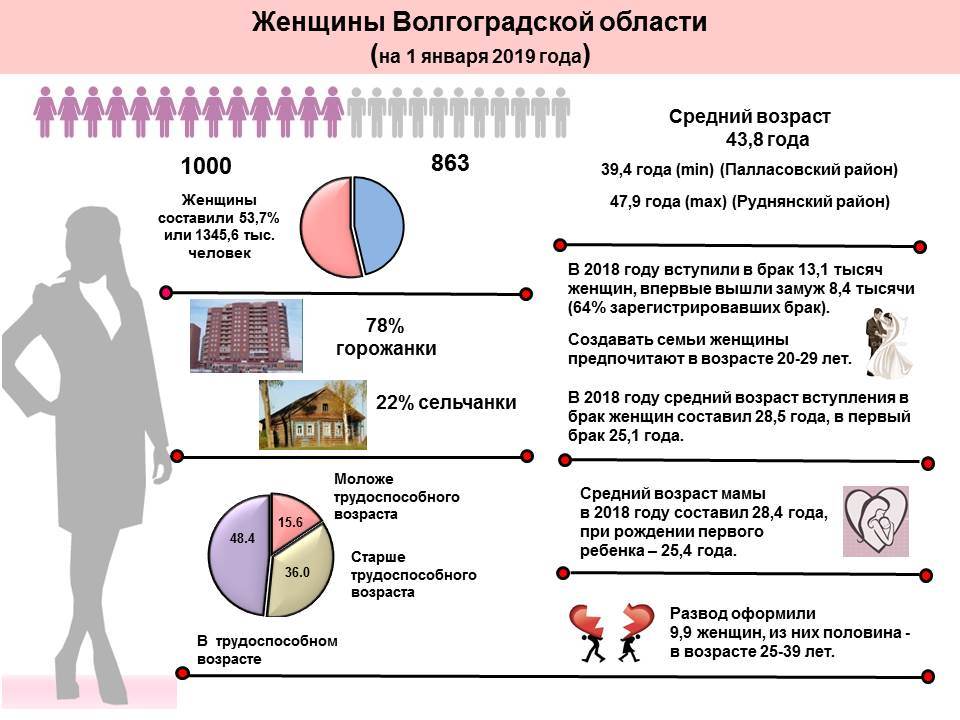 Женщины Волгоградской области
(на 1 января 2019 года)
1000
863
Женщины
составили 53,7%
или 1345,6 тыс.
человек
78%
горожанки
22% сельчанки
Моложе
трудоспособного
возраста
15.6
48.4
36.0
Старше
трудоспособного
возраста
В трудоспособном
возрасте
Средний возраст
43,8 года
39,4 года (min) (Палласовский район)
47,9 года (max) (Руднянский район)
В 2018 году вступили в брак 13,1 тысяч
женщин, впервые вышли замуж 8,4 тысячи
(64% зарегистрировавших брак).
Создавать семьи женщины
предпочитают в возрасте 20-29 лет.
В 2018 году средний возраст вступления в
брак женщин составил 28,5 года, в первый
брак 25,1 года.
Средний возраст мамы
в 2018 году составил 28,4 года,
при рождении первого
ребенка – 25,4 года.
Развод оформили
9,9 женщин, из них половина -
в возрасте 25-39 лет.